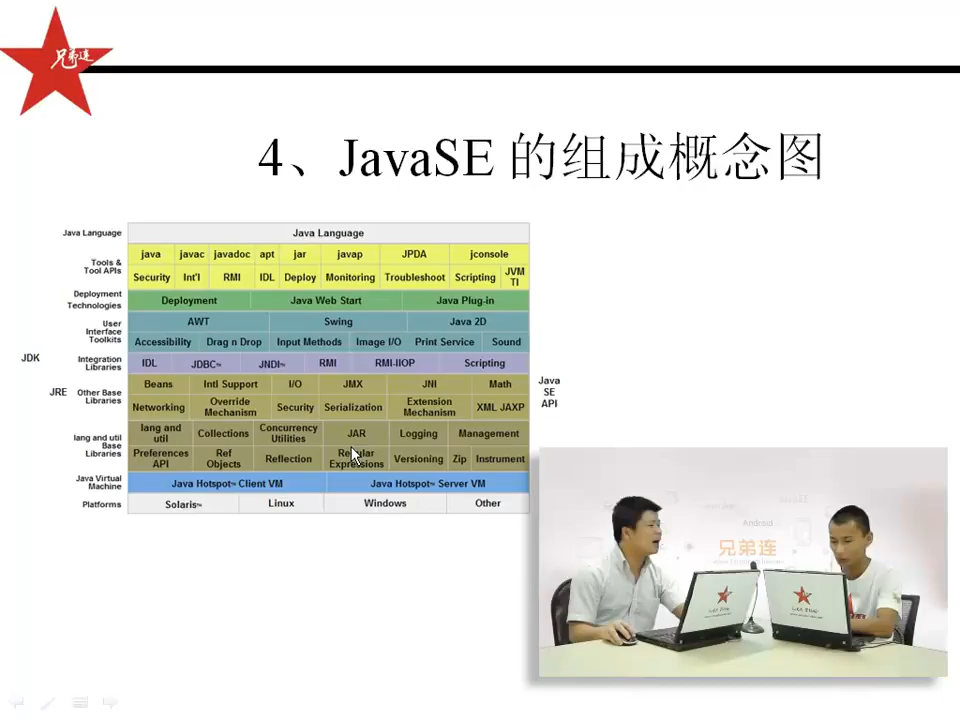 兄弟连
4、JavaSE 的组成概念图
Java Language Java Language
Tools & Tool APIs java javac javadoc apt jar javap JPDA jconsole
Security Int'l RMI IDL Deploy Monitoring Troubleshoot Scripting JVM TI
Deployment Technologies Deployment Java Web Start Java Plug-in
User Interface Toolkits AWT Swing Java 2D
Accessibility Drag n Drop Input Methods Image I/O Print Service Sound
JDK
Integration Libraries IDL JDBC™ JNDI™ RMI RMI-IIOP Scripting
JRE
Other Base Libraries Beans Intl Support I/O JMX JNI Math
Java SE API
Networking Override Mechanism Security Serialization Extension Mechanism XML JAXP
lang and util Base Libraries lang and util Collections Concurrency Utilities JAR Logging Management
Preferences API Ref Objects Reflection Regular Expressions Versioning Zip Instrument
Java Virtual Machine Java Hotspot™ Client VM Java Hotspot™ Server VM
Platforms Solaris™ Linux Windows Other
Android
兄弟连